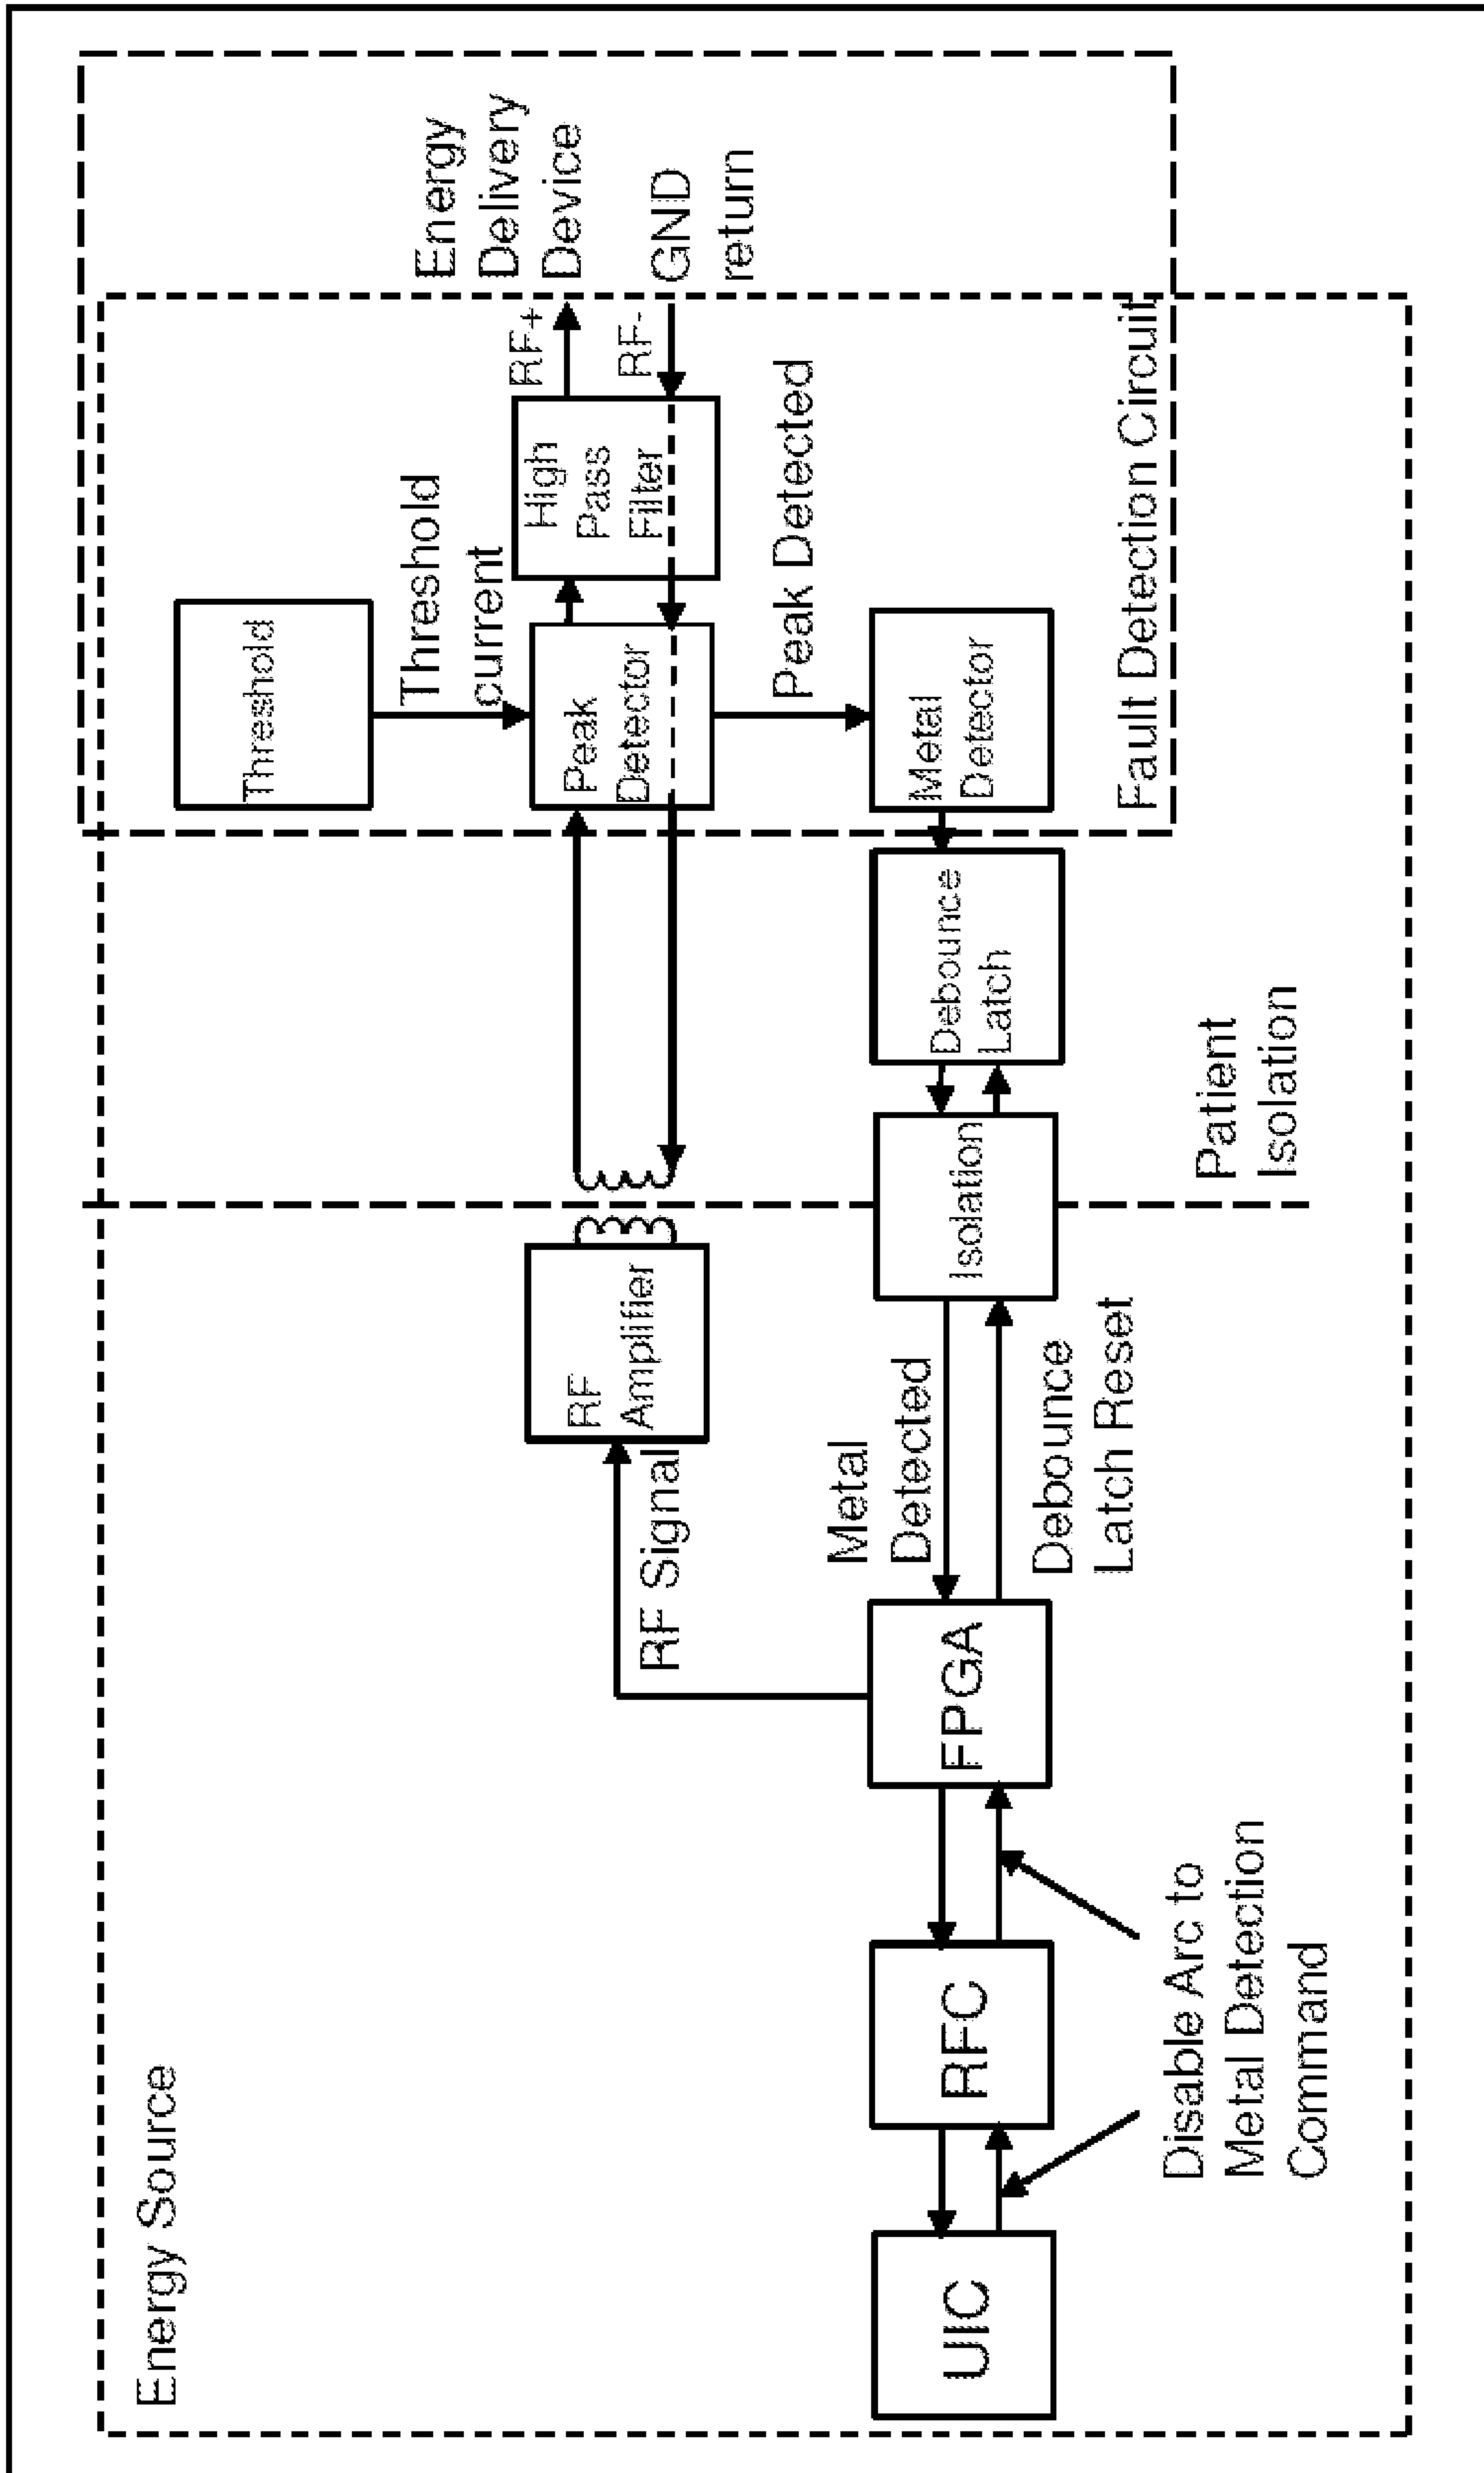 Energy Source
Threshold
Threshold
current
Energy
Delivery
Device
RF+
GND
return
RF-
High
Pass
Filter
Peak
Detector
RF
Amplifier
RF Signal
Peak Detected
Metal
Detector
Debounce
Latch
Isolation
Metal
Detected
Debounce
Latch Reset
FPGA
RFC
UIC
Disable Arc to
Metal Detection
Command
Patient
Isolation
Fault Detection Circuit